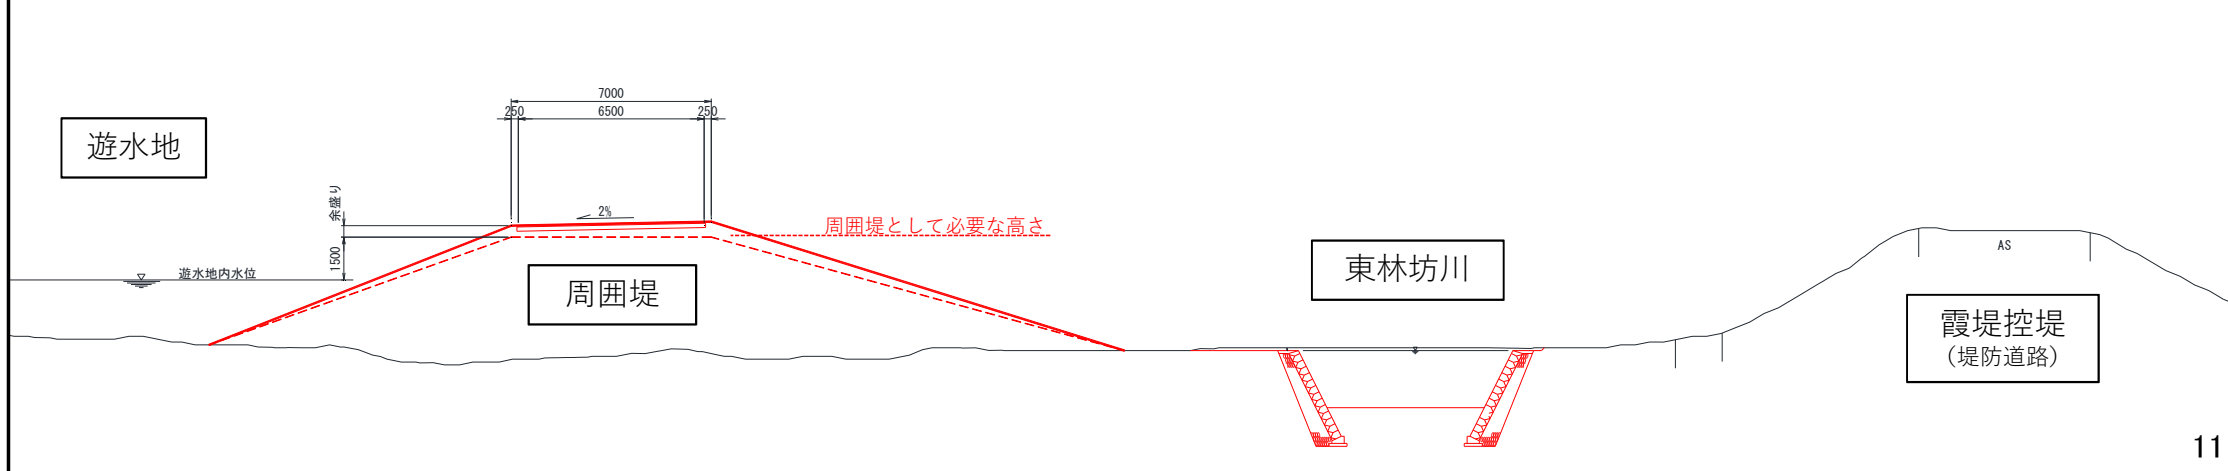 7000
250
6500
250
遊水地
余盛り
2%
周囲堤として必要な高さ
1500
遊水地内水位
周囲堤
東林坊川
AS
霞堤控堤
（堤防道路）
11